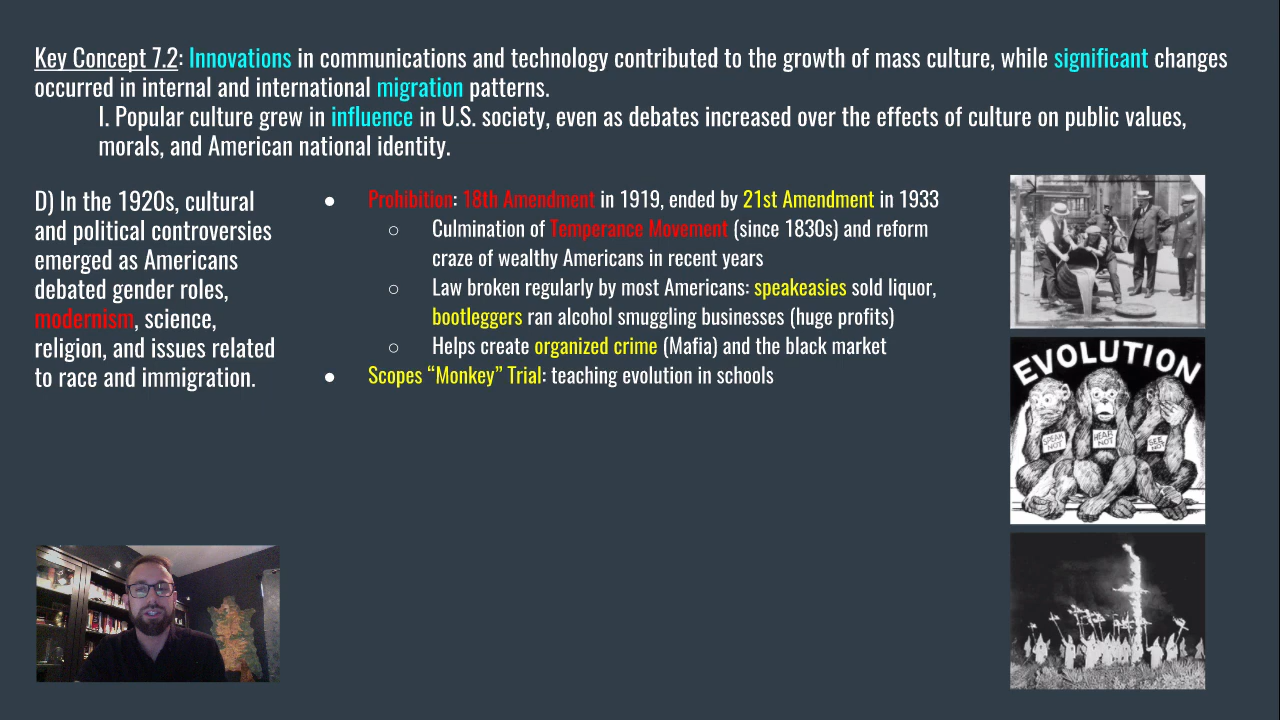 Key Concept 7.2: Innovations in communications and technology contributed to the growth of mass culture, while significant changes
occurred in internal and international migration patterns.
I. Popular culture grew in influence in U.S. society, even as debates increased over the effects of culture on public values,
morals, and American national identity.
D) In the 1920s, cultural
and political controversies
emerged as Americans
debated gender roles,
modernism, science,
religion, and issues related
to race and immigration.
● Prohibition: 18th Amendment in 1919, ended by 21st Amendment in 1933
○ Culmination of Temperance Movement (since 1830s) and reform
craze of wealthy Americans in recent years
○ Law broken regularly by most Americans: speakeasies sold liquor,
bootleggers ran alcohol smuggling businesses (huge profits)
○ Helps create organized crime (Mafia) and the black market
● Scopes “Monkey” Trial: teaching evolution in schools
EVOLUTION
SPEAK
NOT
HEAR
NOT
SEE
NOT